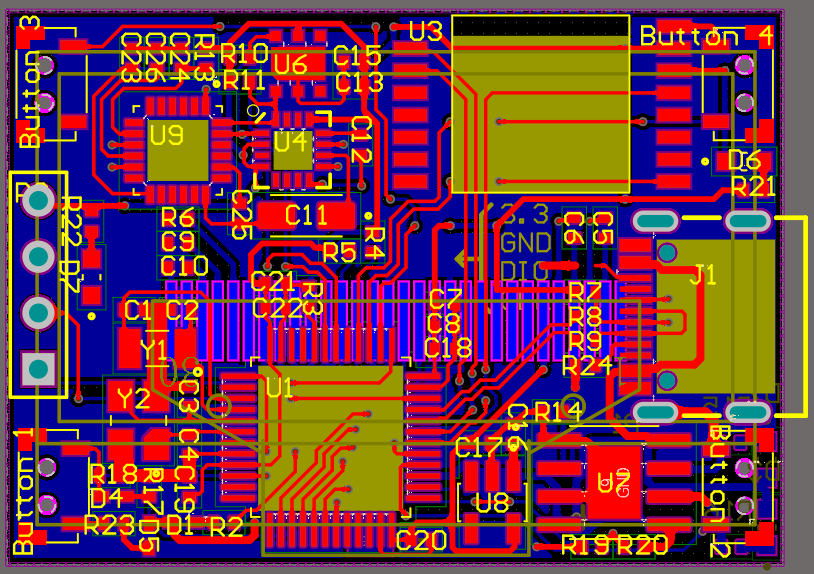 Button 3
C23
C26
C24
R13
R10
R11
U6
C15
C13
U3
Button 4
U9
U4
C12
D6
R21
P
R22
D7
R6
C9
C10
C25
C11
R5
R4
3.3
GND
DIO
C6
C5
J1
C21
C22
R3
C1
C2
C7
C8
C18
R7
R8
R9
R24
Y1
Y2
U1
C3
C4
C16
R14
C17
Button 1
R18
D4
R17
C19
R23
D5
D1
R2
C20
U8
U7
R19
R20
Button 2